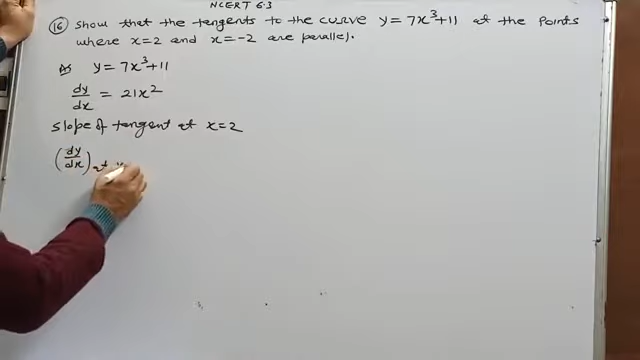 NCERT 6.3
(16) Show that the tangents to the curve y = 7x³+11 at the points
where x=2 and x=-2 are parallel.
As y = 7x³+11
dy/dx = 21x²
slope of tangent at x=2
(dy/dx) at x